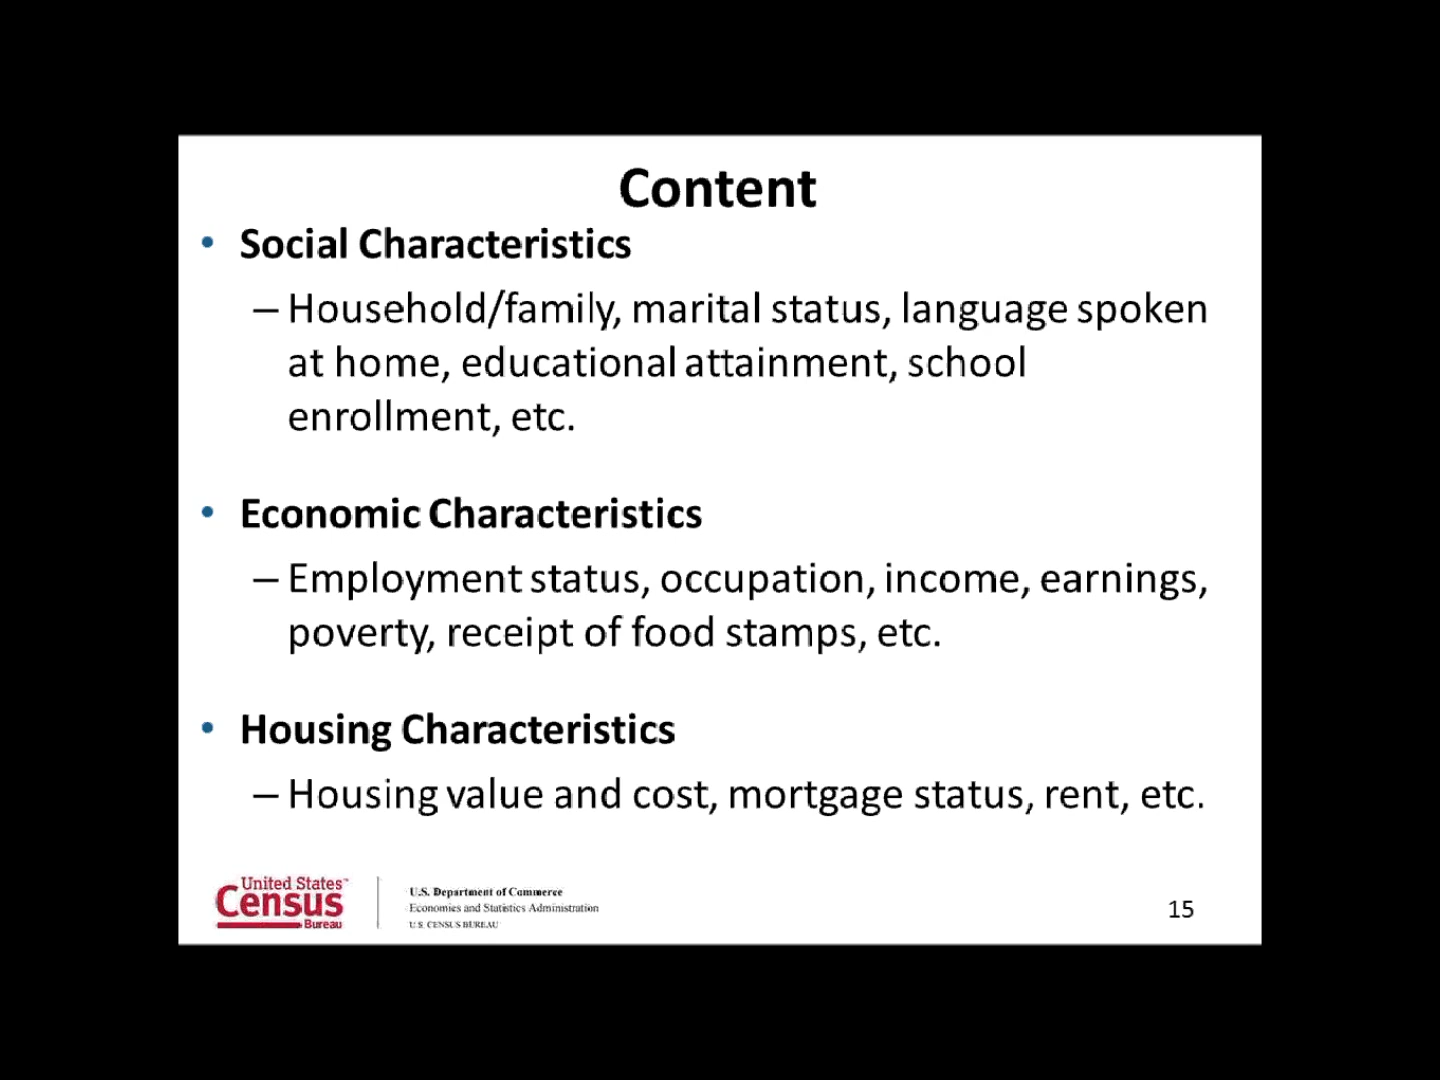 Content
• Social Characteristics
– Household/family, marital status, language spoken
at home, educational attainment, school
enrollment, etc.
• Economic Characteristics
– Employment status, occupation, income, earnings,
poverty, receipt of food stamps, etc.
• Housing Characteristics
– Housing value and cost, mortgage status, rent, etc.
United States™
Census
Bureau
U.S. Department of Commerce
Economics and Statistics Administration
U.S. CENSUS BUREAU
15